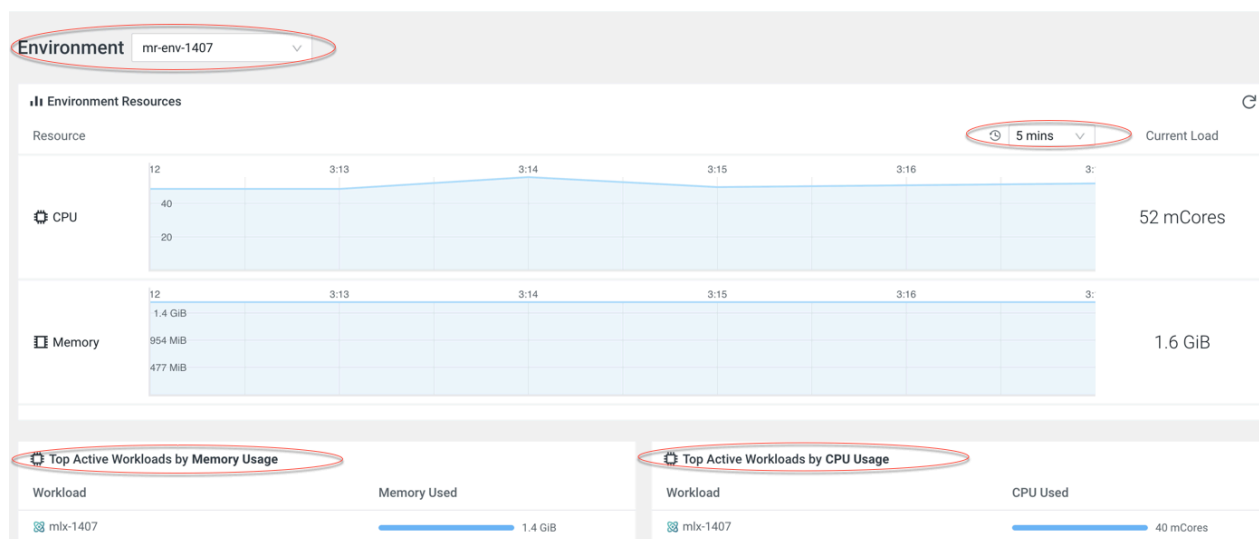 Environment mr-env-1407
Environment Resources
Resource 5 mins Current Load
12 3:13 3:14 3:15 3:16 3:
40
CPU 52 mCores
20
12 3:13 3:14 3:15 3:16 3:
1.4 GiB
Memory 954 MiB 1.6 GiB
477 MiB
Top Active Workloads by Memory Usage
Workload Memory Used
mlx-1407 1.4 GiB
Top Active Workloads by CPU Usage
Workload CPU Used
mlx-1407 40 mCores